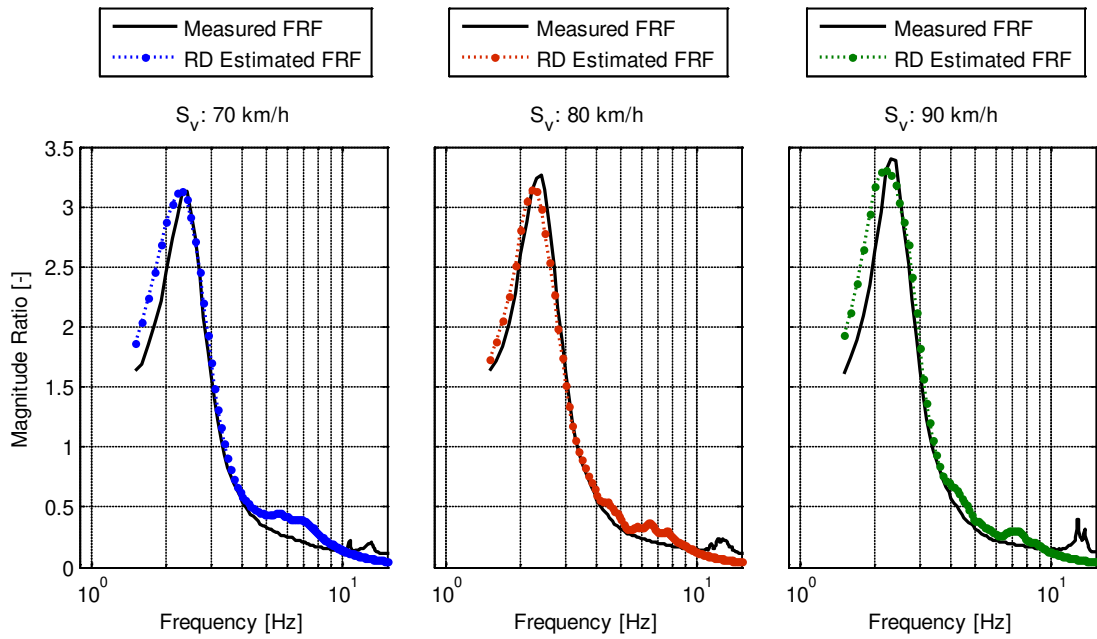 Measured FRF
RD Estimated FRF
Measured FRF
RD Estimated FRF
Measured FRF
RD Estimated FRF
S_v: 70 km/h
S_v: 80 km/h
S_v: 90 km/h
Magnitude Ratio [-]
3.5
3
2.5
2
1.5
1
0.5
0
10^0
10^1
10^0
10^1
10^0
10^1
Frequency [Hz]
Frequency [Hz]
Frequency [Hz]